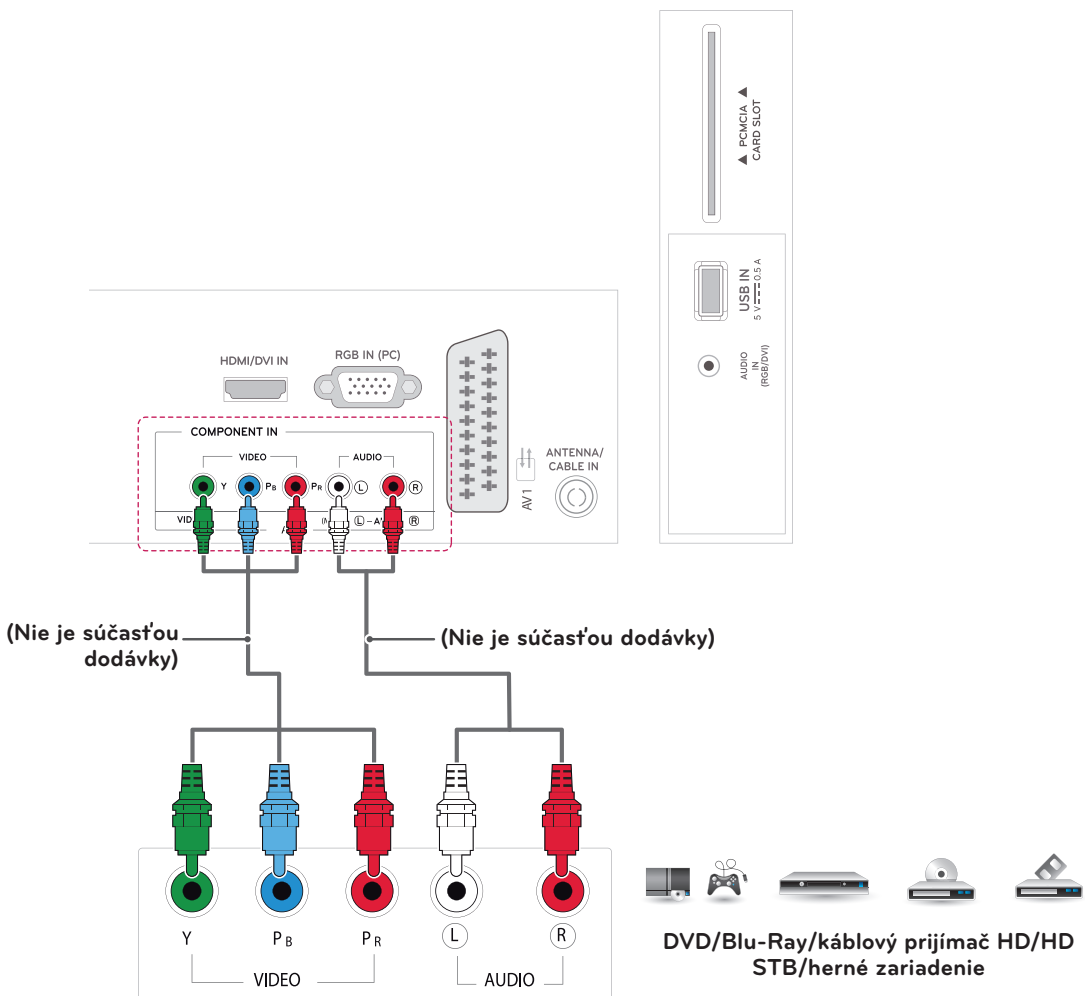 ▲ PCMCIA ▲
CARD SLOT
USB IN
5 V 0.5 A
AUDIO
IN
(RGB/DVI)
HDMI/DVI IN
RGB IN (PC)
COMPONENT IN
VIDEO
AUDIO
Y
PB
PR
L
R
VID
L
R
AV1
ANTENNA/
CABLE IN
(Nie je súčasťou
dodávky)
(Nie je súčasťou dodávky)
Y
PB
PR
L
R
VIDEO
AUDIO
DVD/Blu-Ray/káblový prijímač HD/HD
STB/herné zariadenie